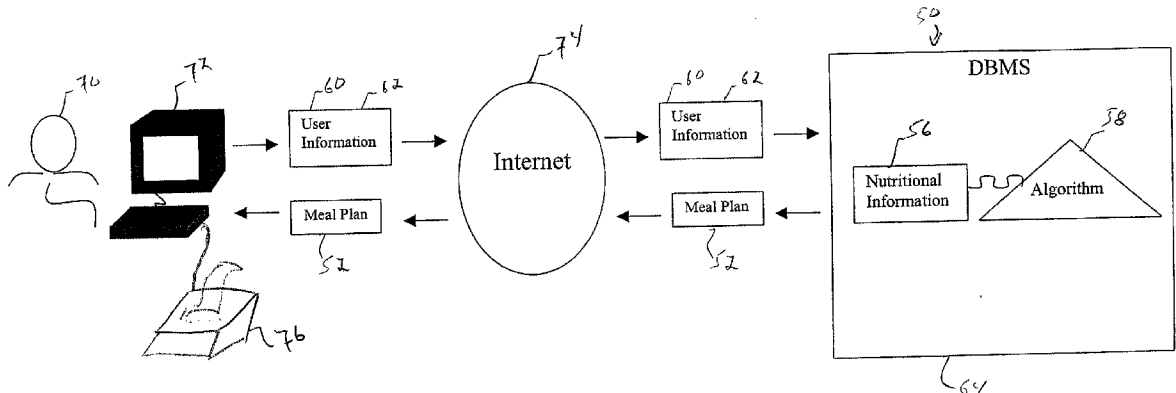 50
DBMS
70
72
60
62
User
Information
74
Internet
60
62
User
Information
56
Nutritional
Information
58
Algorithm
Meal Plan
52
Meal Plan
52
76
64